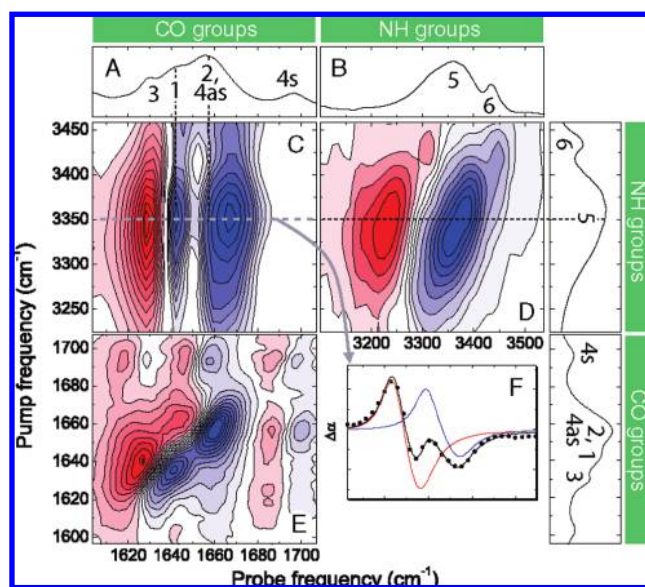 CO groups
NH groups
A
3
1
2,
4as
4s
B
5
6
3450
3400
3350
3300
3250
C
D
6
5
NH groups
Pump frequency (cm-1)
3200 3300 3400 3500
1700
1680
1660
1640
1620
1600
E
F
Δα
4s
2, 1
4as
3
CO groups
1620 1640 1660 1680 1700
Probe frequency (cm-1)